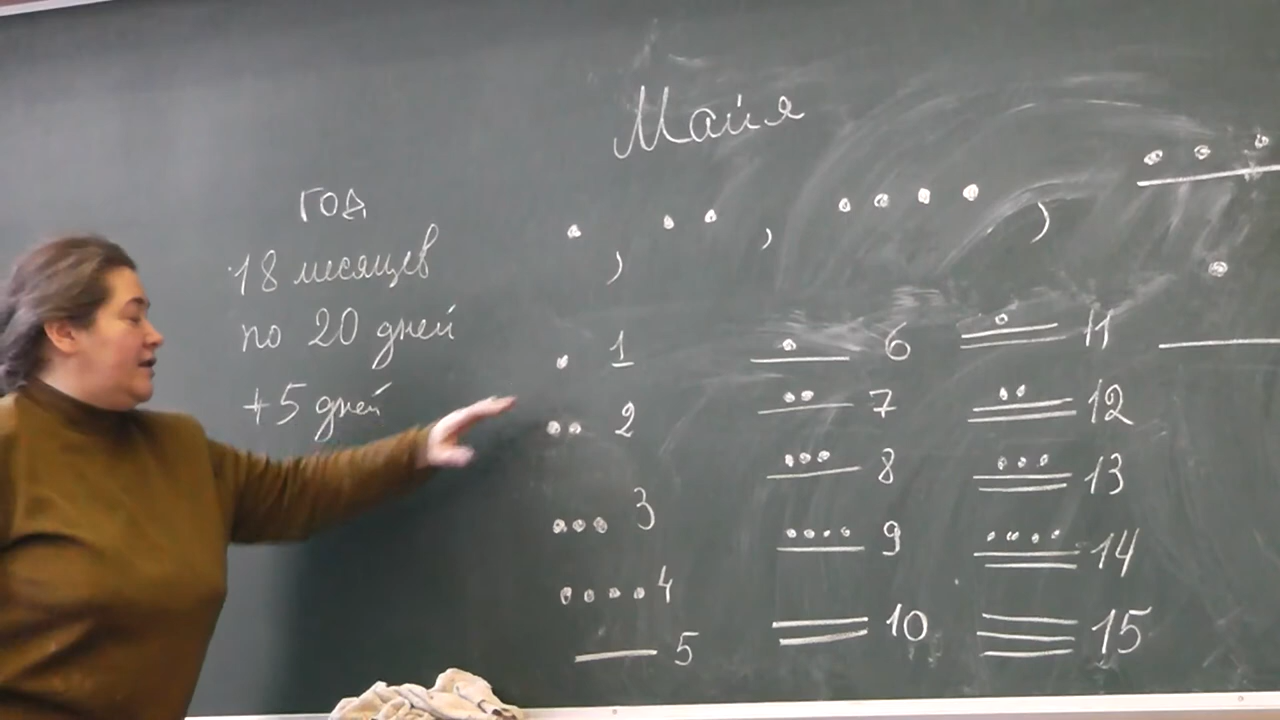 Майя
год
18 месяцев
по 20 дней
+5 дней
. , .. , .... ,
. 1
.. 2
... 3
.... 4
— 5
6
7
8
9
10
11
12
13
14
15